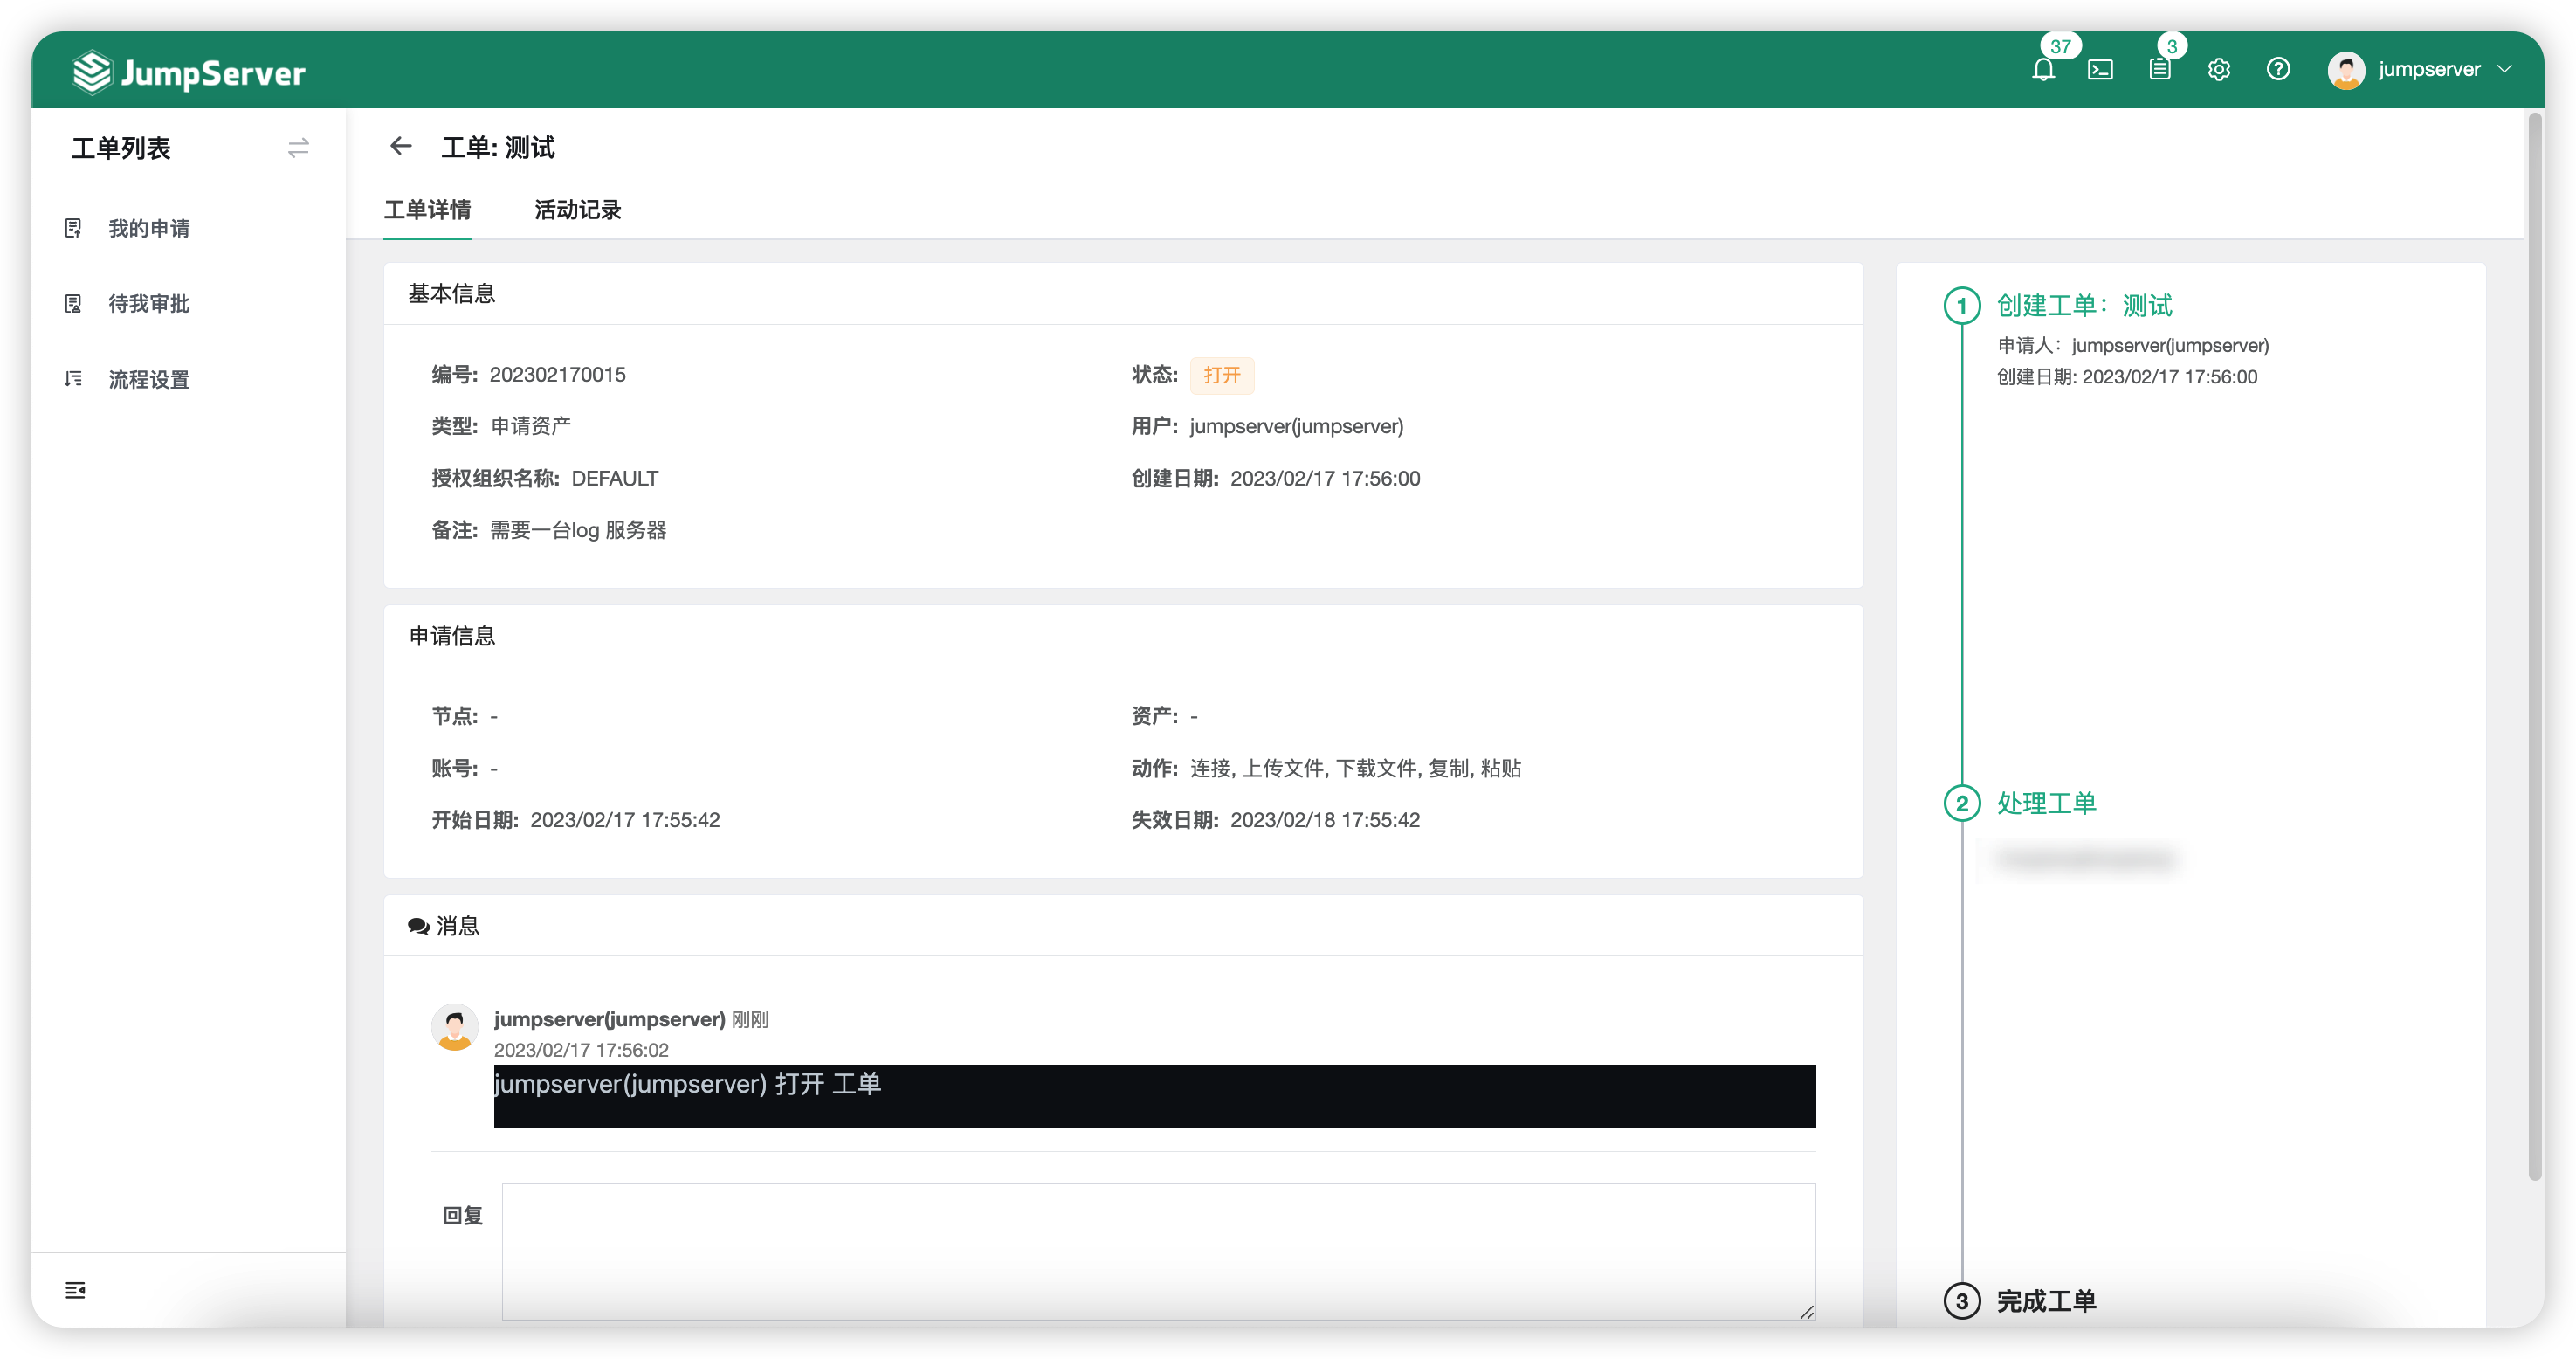 JumpServer
37
3
jumpserver
工单列表
我的申请
待我审批
流程设置
工单: 测试
工单详情
活动记录
基本信息
编号: 202302170015
状态: 打开
类型: 申请资产
用户: jumpserver(jumpserver)
授权组织名称: DEFAULT
创建日期: 2023/02/17 17:56:00
备注: 需要一台log 服务器
申请信息
节点: -
资产: -
账号: -
动作: 连接, 上传文件, 下载文件, 复制, 粘贴
开始日期: 2023/02/17 17:55:42
失效日期: 2023/02/18 17:55:42
消息
jumpserver(jumpserver) 刚刚
2023/02/17 17:56:02
jumpserver(jumpserver) 打开 工单
回复
1 创建工单：测试
申请人：jumpserver(jumpserver)
创建日期: 2023/02/17 17:56:00
2 处理工单
3 完成工单